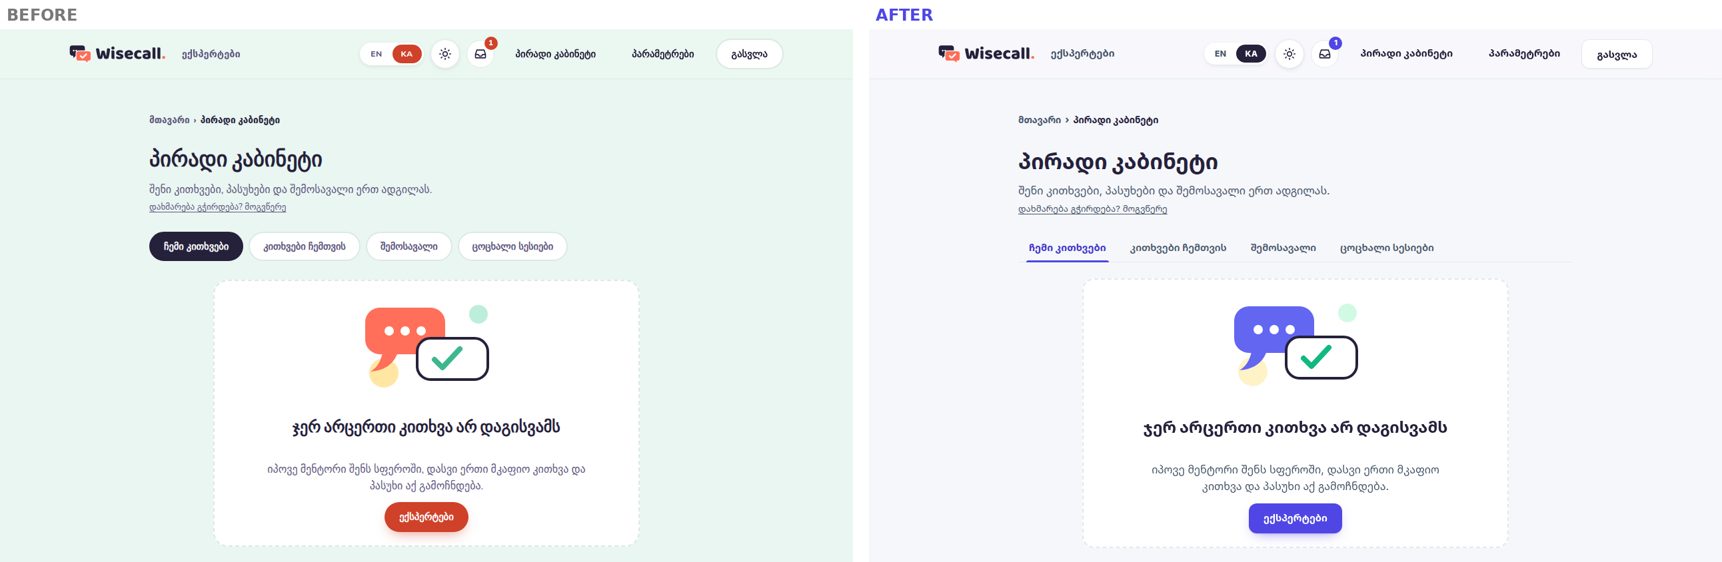 BEFORE
Wisecall.
ექსპერტები
EN
KA
1
პირადი კაბინეტი
პარამეტრები
გასვლა
მთავარი › პირადი კაბინეტი
პირადი კაბინეტი
შენი კითხვები, პასუხები და შემოსავალი ერთ ადგილას.
დახმარება გჭირდება? მოგვწერე
ჩემი კითხვები
კითხვები ჩემთვის
შემოსავალი
ცოცხალი სესიები
ჯერ არცერთი კითხვა არ დაგისვამს
იპოვე მენტორი შენს სფეროში, დასვი ერთი მკაფიო კითხვა და
პასუხი აქ გამოჩნდება.
ექსპერტები
AFTER
Wisecall.
ექსპერტები
EN
KA
1
პირადი კაბინეტი
პარამეტრები
გასვლა
მთავარი › პირადი კაბინეტი
პირადი კაბინეტი
შენი კითხვები, პასუხები და შემოსავალი ერთ ადგილას.
დახმარება გჭირდება? მოგვწერე
ჩემი კითხვები
კითხვები ჩემთვის
შემოსავალი
ცოცხალი სესიები
ჯერ არცერთი კითხვა არ დაგისვამს
იპოვე მენტორი შენს სფეროში, დასვი ერთი მკაფიო
კითხვა და პასუხი აქ გამოჩნდება.
ექსპერტები